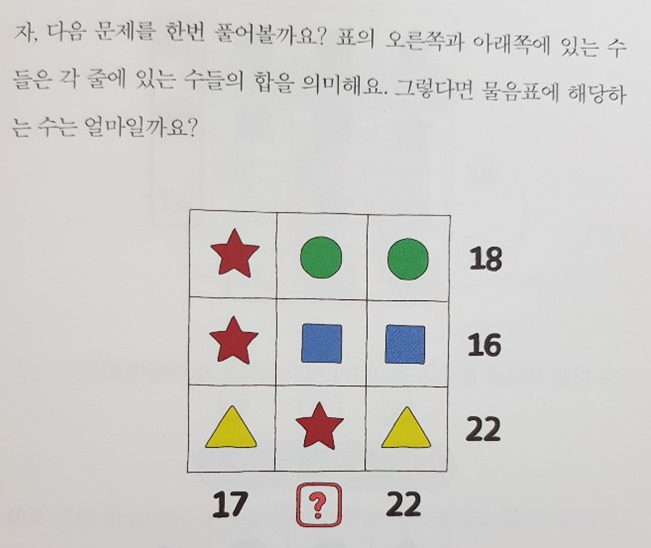 자, 다음 문제를 한번 풀어볼까요? 표의 오른쪽과 아래쪽에 있는 수
들은 각 줄에 있는 수들의 합을 의미해요. 그렇다면 물음표에 해당하
는 수는 얼마일까요?
18
16
22
17 ? 22